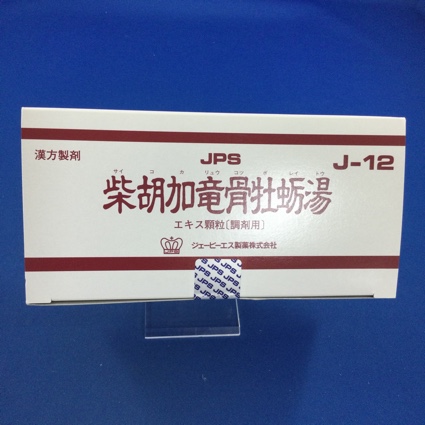 漢方製剤
JPS
J-12
サイ コ カ リュウ コツ ボ レイ トウ
柴胡加竜骨牡蛎湯
エキス顆粒〔調剤用〕
ジェーピーエス製薬株式会社
JPS JPS JPS